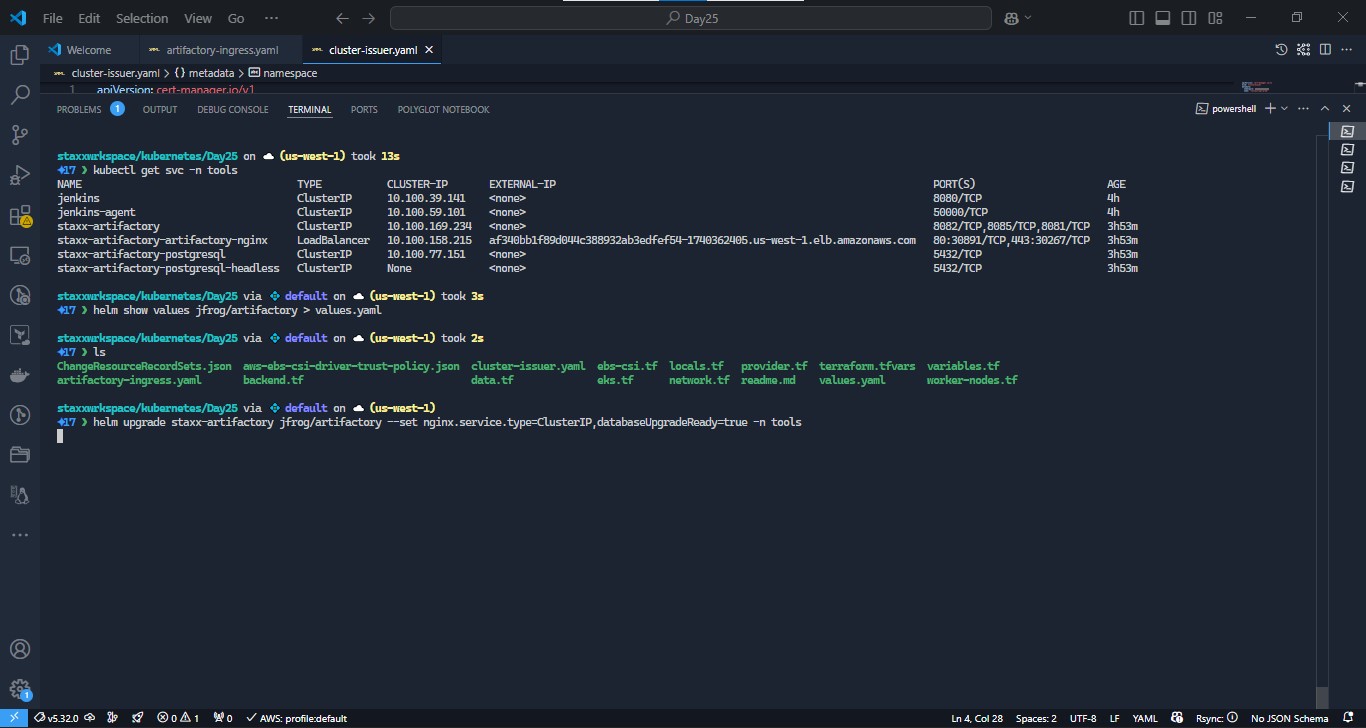 File Edit Selection View Go ··· Day25
Welcome artifactory-ingress.yaml cluster-issuer.yaml
cluster-issuer.yaml > {} metadata > namespace
1 apiVersion: cert-manager.io/v1
PROBLEMS 1 OUTPUT DEBUG CONSOLE TERMINAL PORTS POLYGLOT NOTEBOOK powershell
staxxwrkspace/kubernetes/Day25 on (us-west-1) took 13s
17 ❯ kubectl get svc -n tools
NAME TYPE CLUSTER-IP EXTERNAL-IP PORT(S) AGE
jenkins ClusterIP 10.100.39.141 <none> 8080/TCP 4h
jenkins-agent ClusterIP 10.100.59.101 <none> 50000/TCP 4h
staxx-artifactory ClusterIP 10.100.169.234 <none> 8082/TCP,8085/TCP,8081/TCP 3h53m
staxx-artifactory-artifactory-nginx LoadBalancer 10.100.158.215 af340bb1f89d044c388932ab3edfef54-1740362405.us-west-1.elb.amazonaws.com 80:30891/TCP,443:30267/TCP 3h53m
staxx-artifactory-postgresql ClusterIP 10.100.77.151 <none> 5432/TCP 3h53m
staxx-artifactory-postgresql-headless ClusterIP None <none> 5432/TCP 3h53m
staxxwrkspace/kubernetes/Day25 via default on (us-west-1) took 3s
17 ❯ helm show values jfrog/artifactory > values.yaml
staxxwrkspace/kubernetes/Day25 via default on (us-west-1) took 2s
17 ❯ ls
ChangeResourceRecordSets.json aws-ebs-csi-driver-trust-policy.json cluster-issuer.yaml ebs-csi.tf locals.tf provider.tf terraform.tfvars variables.tf
artifactory-ingress.yaml backend.tf data.tf eks.tf network.tf readme.md values.yaml worker-nodes.tf
staxxwrkspace/kubernetes/Day25 via default on (us-west-1)
17 ❯ helm upgrade staxx-artifactory jfrog/artifactory --set nginx.service.type=ClusterIP,databaseUpgradeReady=true -n tools
1
v5.32.0 0 1 0 AWS: profile:default Ln 4, Col 28 Spaces: 2 UTF-8 LF YAML Rsync: No JSON Schema